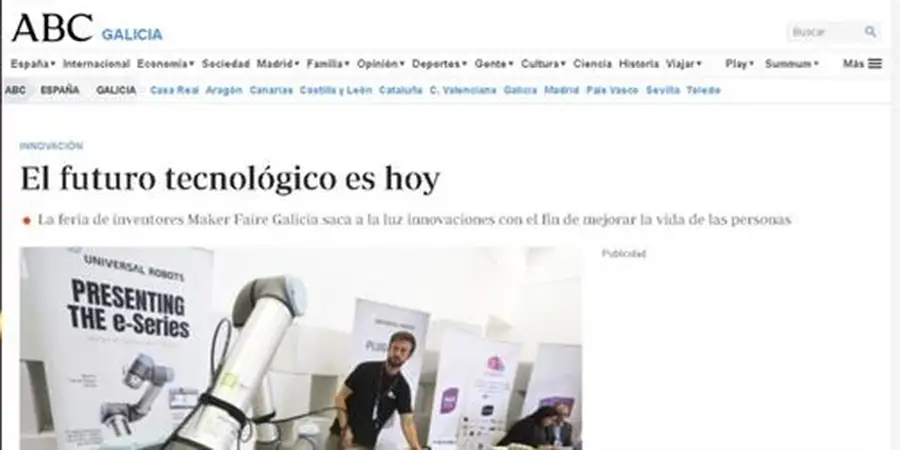 ABC GALICIA
Buscar
España Internacional Economía Sociedad Madrid Familia Opinión Deportes Gente Cultura Ciencia Historia Viajar Play Summum Más
ABC ESPAÑA GALICIA Casa Real Aragón Canarias Castilla y León Cataluña C. Valenciana Galicia Madrid País Vasco Sevilla Toledo
INNOVACIÓN
El futuro tecnológico es hoy
La feria de inventores Maker Faire Galicia saca a la luz innovaciones con el fin de mejorar la vida de las personas
Publicidad
UNIVERSAL ROBOTS
PRESENTING
THE e-Series
UNIVERSAL ROBOTS